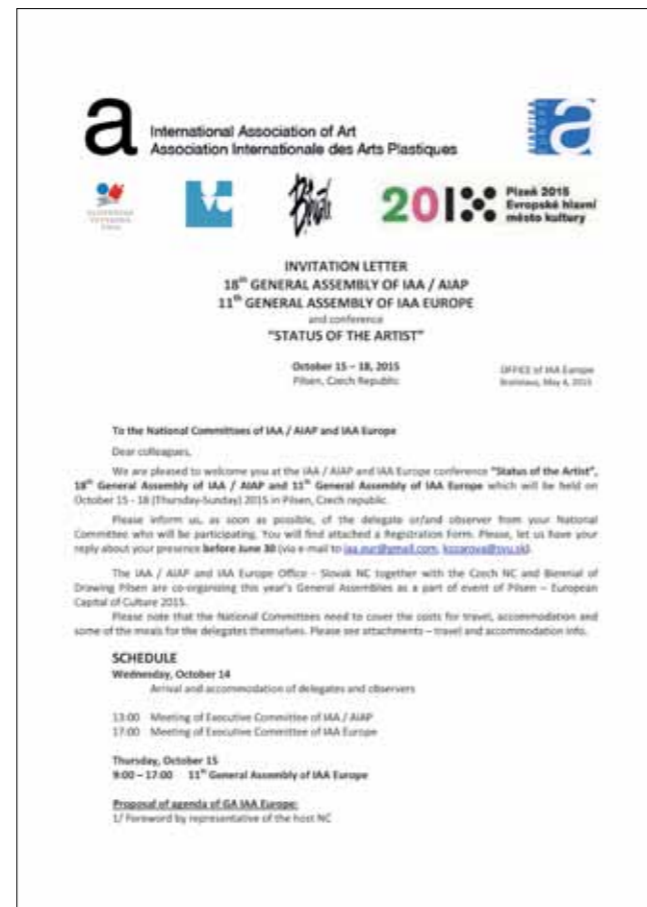 a International Association of Art
Association Internationale des Arts Plastiques
a
2015 Plzeň 2015
Evropské hlavní
město kultury
INVITATION LETTER
18th GENERAL ASSEMBLY OF IAA / AIAP
11th GENERAL ASSEMBLY OF IAA EUROPE
and conference
"STATUS OF THE ARTIST"
October 15 – 18, 2015
Pilsen, Czech Republic
OFFICE of IAA Europe
Bratislava, May 4, 2015
To the National Committees of IAA / AIAP and IAA Europe
Dear colleagues,
We are pleased to welcome you at the IAA / AIAP and IAA Europe conference "Status of the Artist",
18th General Assembly of IAA / AIAP and 11th General Assembly of IAA Europe which will be held on
October 15 - 18 (Thursday-Sunday) 2015 in Pilsen, Czech republic.
Please inform us, as soon as possible, of the delegate or/and observer from your National
Committee who will be participating. You will find attached a Registration Form. Please, let us have your
reply about your presence before June 30 (via e-mail to iaa.eur@gmail.com,
The IAA / AIAP and IAA Europe Office - Slovak NC together with the Czech NC and Biennial of
Drawing Pilsen are co-organising this year's General Assemblies as a part of event of Pilsen – European
Capital of Culture 2015.
Please note that the National Committees need to cover the costs for travel, accommodation and
some of the meals for the delegates themselves. Please see attachments – travel and accommodation info.
SCHEDULE
Wednesday, October 14
Arrival and accommodation of delegates and observers
13:00 Meeting of Executive Committee of IAA / AIAP
17:00 Meeting of Executive Committee of IAA Europe
Thursday, October 15
9:00 – 17:00 11th General Assembly of IAA Europe
Proposal of agenda of GA IAA Europe:
1/ Foreword by representative of the host NC